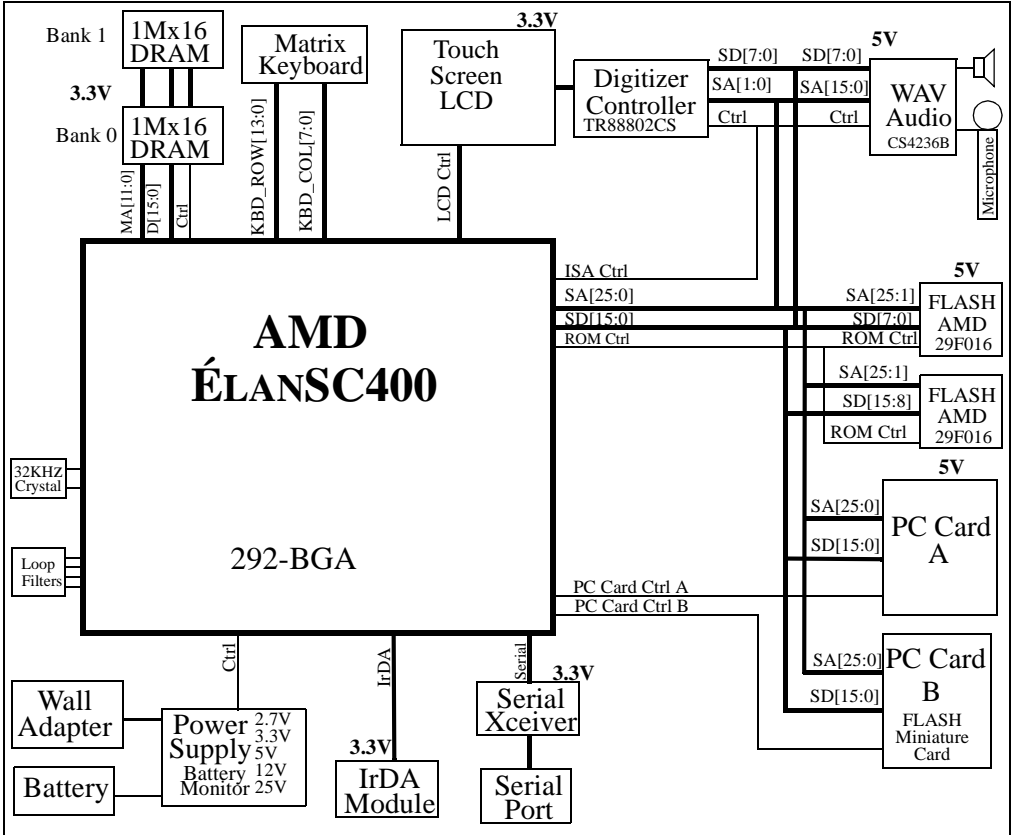 Bank 1
1Mx16
DRAM
3.3V
Bank 0
1Mx16
DRAM
MA[11:0]
D[15:0]
Ctrl
Matrix
Keyboard
KBD_ROW[13:0]
KBD_COL[7:0]
3.3V
Touch
Screen
LCD
LCD Ctrl
Digitizer
Controller
TR88802CS
SD[7:0]
SA[1:0]
Ctrl
SD[7:0]
SA[15:0]
Ctrl
5V
WAV
Audio
CS4236B
Microphone
AMD
ÉLANSC400
292-BGA
ISA Ctrl
SA[25:0]
SD[15:0]
ROM Ctrl
5V
SA[25:1]
SD[7:0]
ROM Ctrl
FLASH
AMD
29F016
SA[25:1]
SD[15:8]
ROM Ctrl
FLASH
AMD
29F016
5V
SA[25:0]
SD[15:0]
PC Card
A
PC Card Ctrl A
PC Card Ctrl B
SA[25:0]
SD[15:0]
PC Card
B
FLASH
Miniature
Card
32KHz
Crystal
Loop
Filters
Ctrl
IrDA
Serial
Wall
Adapter
Battery
Power
Supply
Battery
Monitor
2.7V
3.3V
5V
12V
25V
3.3V
IrDA
Module
3.3V
Serial
Xceiver
Serial
Port